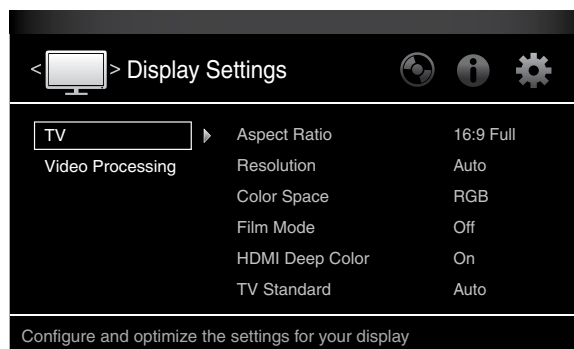 < > Display Settings
TV
Video Processing
Aspect Ratio 16:9 Full
Resolution Auto
Color Space RGB
Film Mode Off
HDMI Deep Color On
TV Standard Auto
Configure and optimize the settings for your display